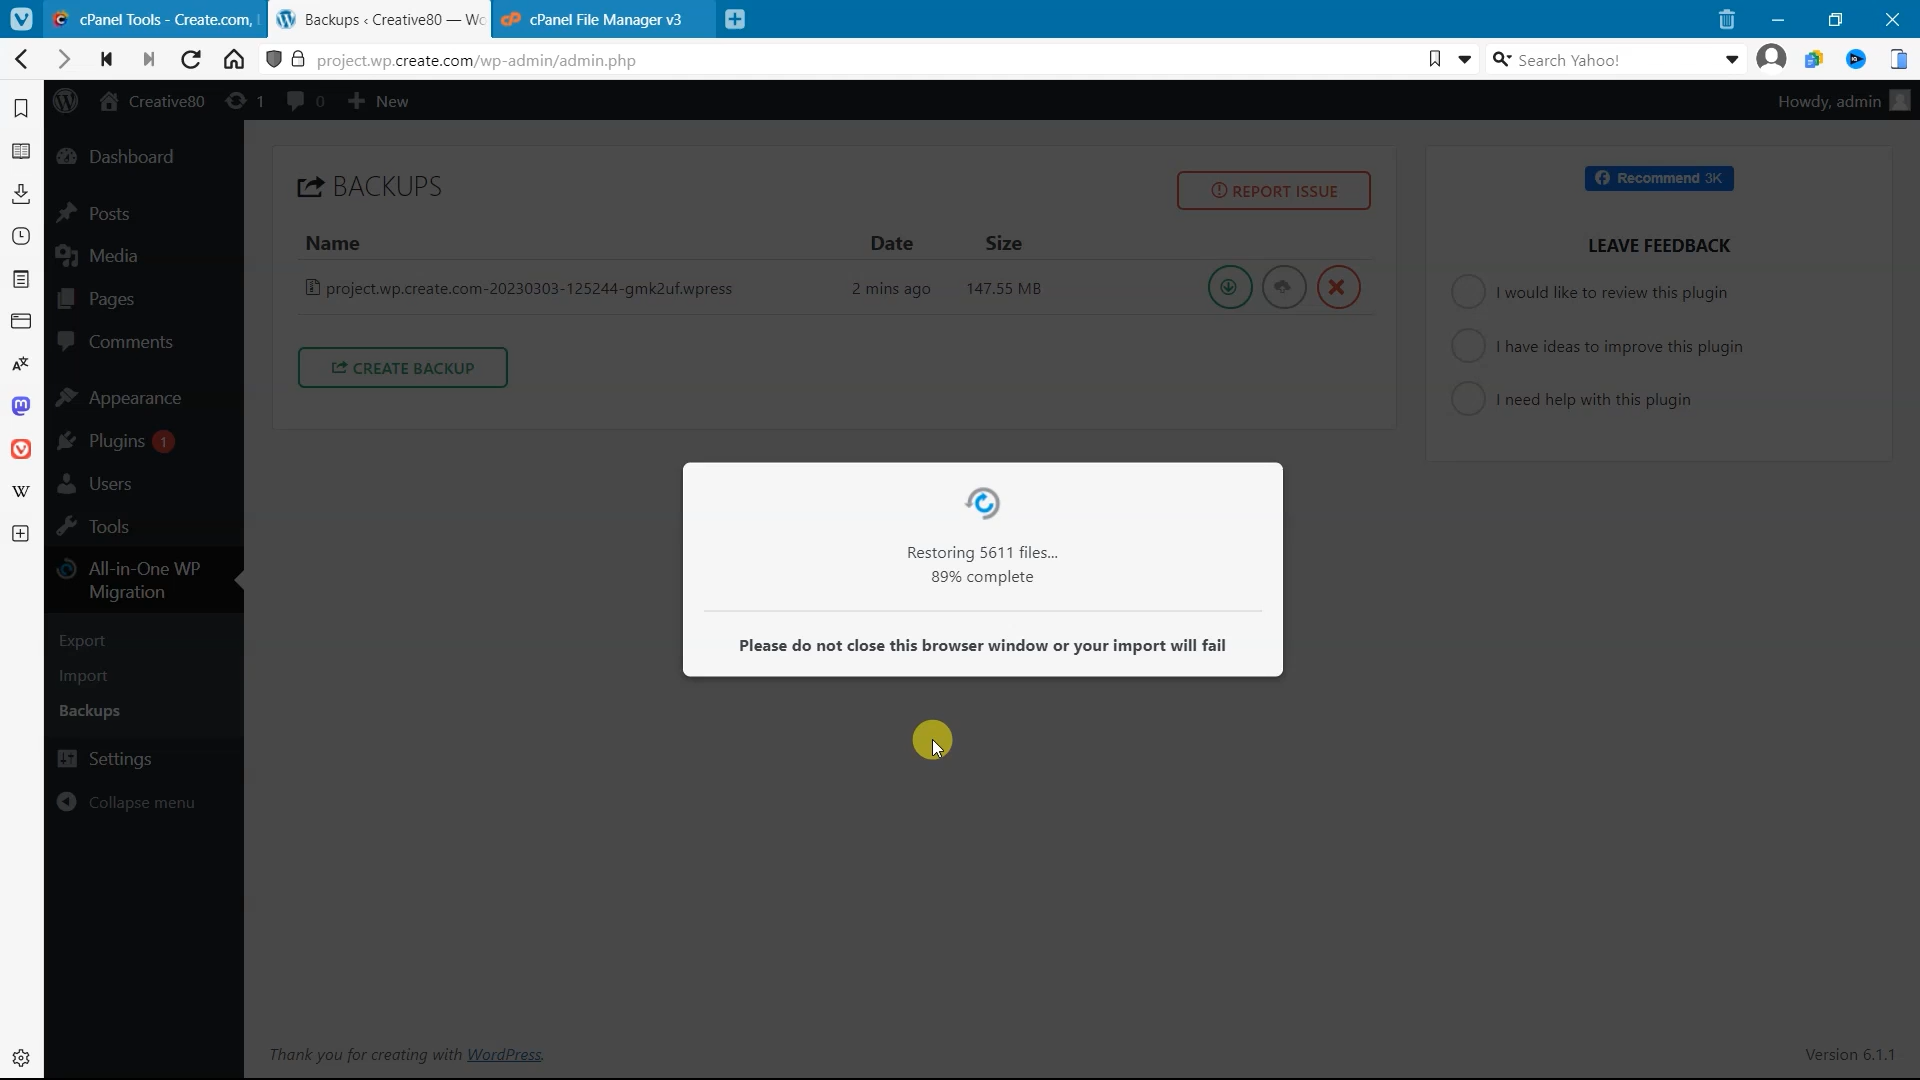 cPanel Tools - Create.com,
Backups ‹ Creative80 — Wo
cPanel File Manager v3
project.wp.create.com/wp-admin/admin.php
Search Yahoo!
Creative80
1
0
New
Howdy, admin
Dashboard
Posts
Media
Pages
Comments
Appearance
Plugins 1
Users
Tools
All-in-One WP
Migration
Export
Import
Backups
Settings
Collapse menu
BACKUPS
REPORT ISSUE
Name Date Size
project.wp.create.com-20230303-125244-gmk2uf.wpress 2 mins ago 147.55 MB
CREATE BACKUP
Recommend 3K
LEAVE FEEDBACK
I would like to review this plugin
I have ideas to improve this plugin
I need help with this plugin
Restoring 5611 files...
89% complete
Please do not close this browser window or your import will fail
Thank you for creating with WordPress.
Version 6.1.1